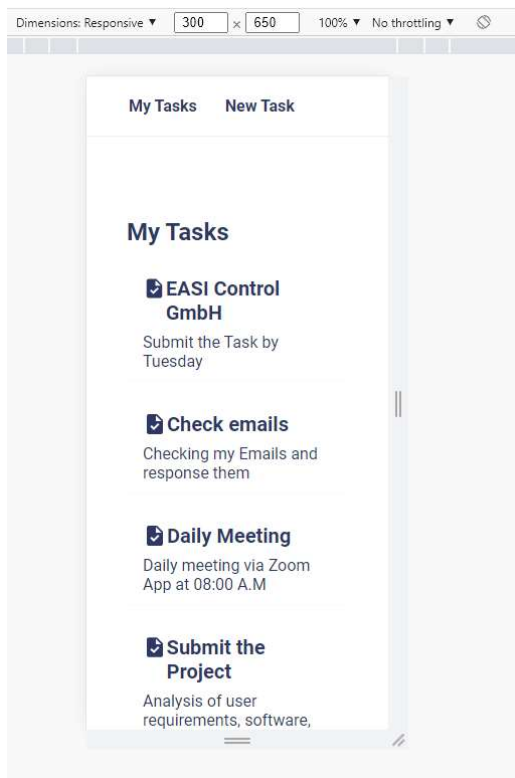 Dimensions: Responsive ▼ 300 × 650 100% ▼ No throttling ▼
My Tasks New Task
My Tasks
EASI Control
GmbH
Submit the Task by
Tuesday
Check emails
Checking my Emails and
response them
Daily Meeting
Daily meeting via Zoom
App at 08:00 A.M
Submit the
Project
Analysis of user
requirements, software,